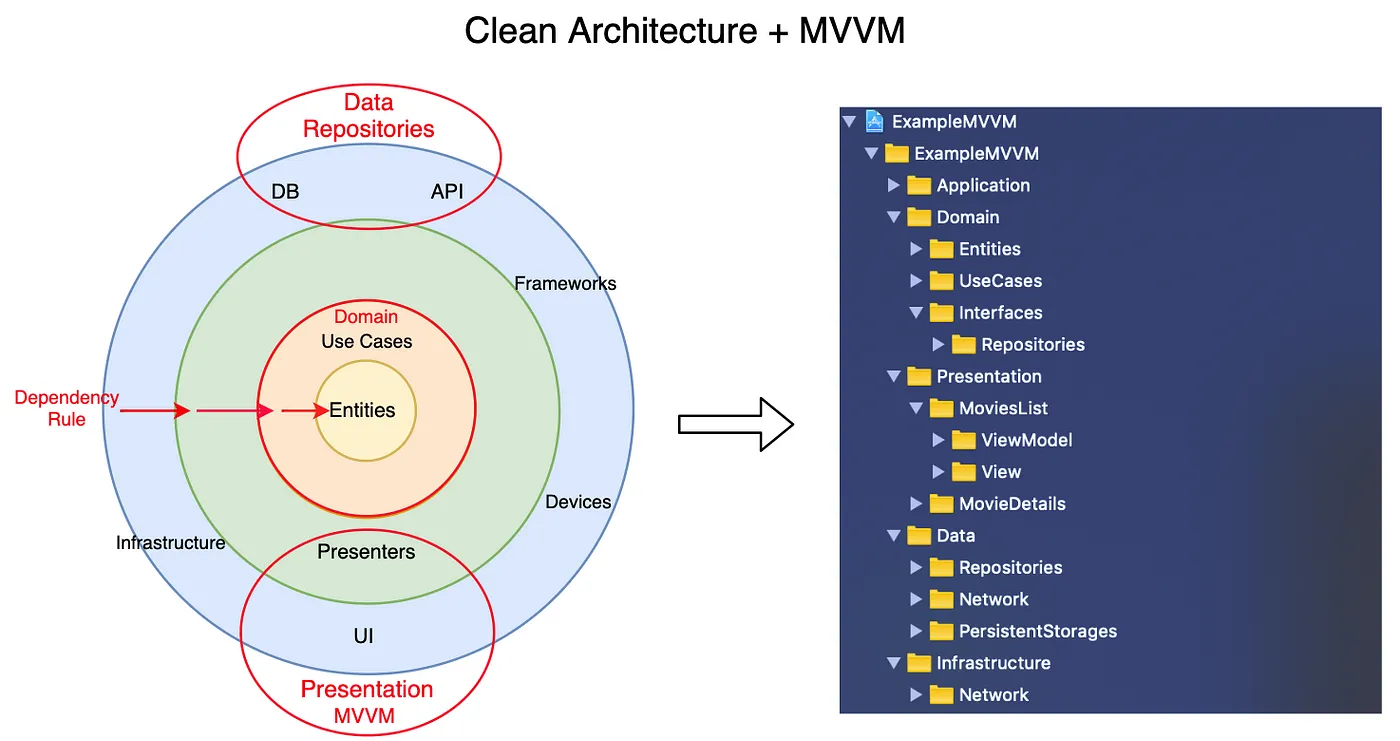 Clean Architecture + MVVM
Data
Repositories
DB
API
Frameworks
Domain
Use Cases
Dependency
Rule
Entities
Devices
Infrastructure
Presenters
UI
Presentation
MVVM
ExampleMVVM
ExampleMVVM
Application
Domain
Entities
UseCases
Interfaces
Repositories
Presentation
MoviesList
ViewModel
View
MovieDetails
Data
Repositories
Network
PersistentStorages
Infrastructure
Network